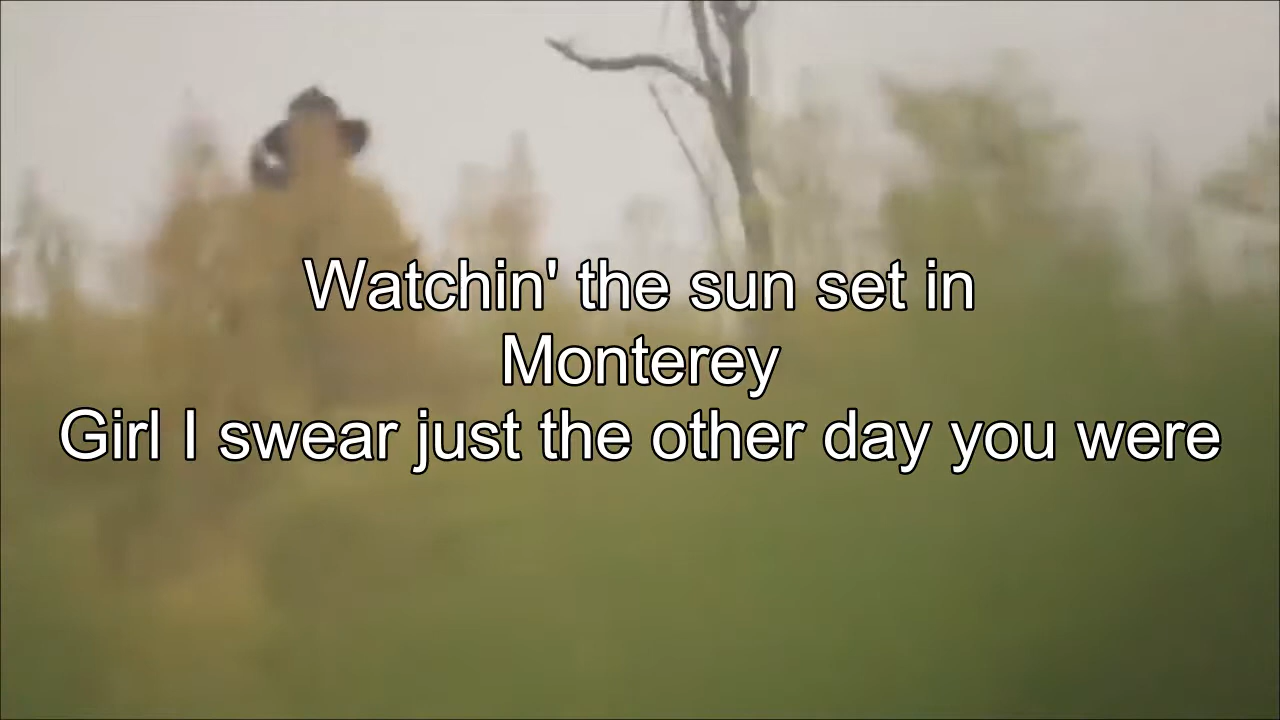 Watchin' the sun set in
Monterey
Girl I swear just the other day you were